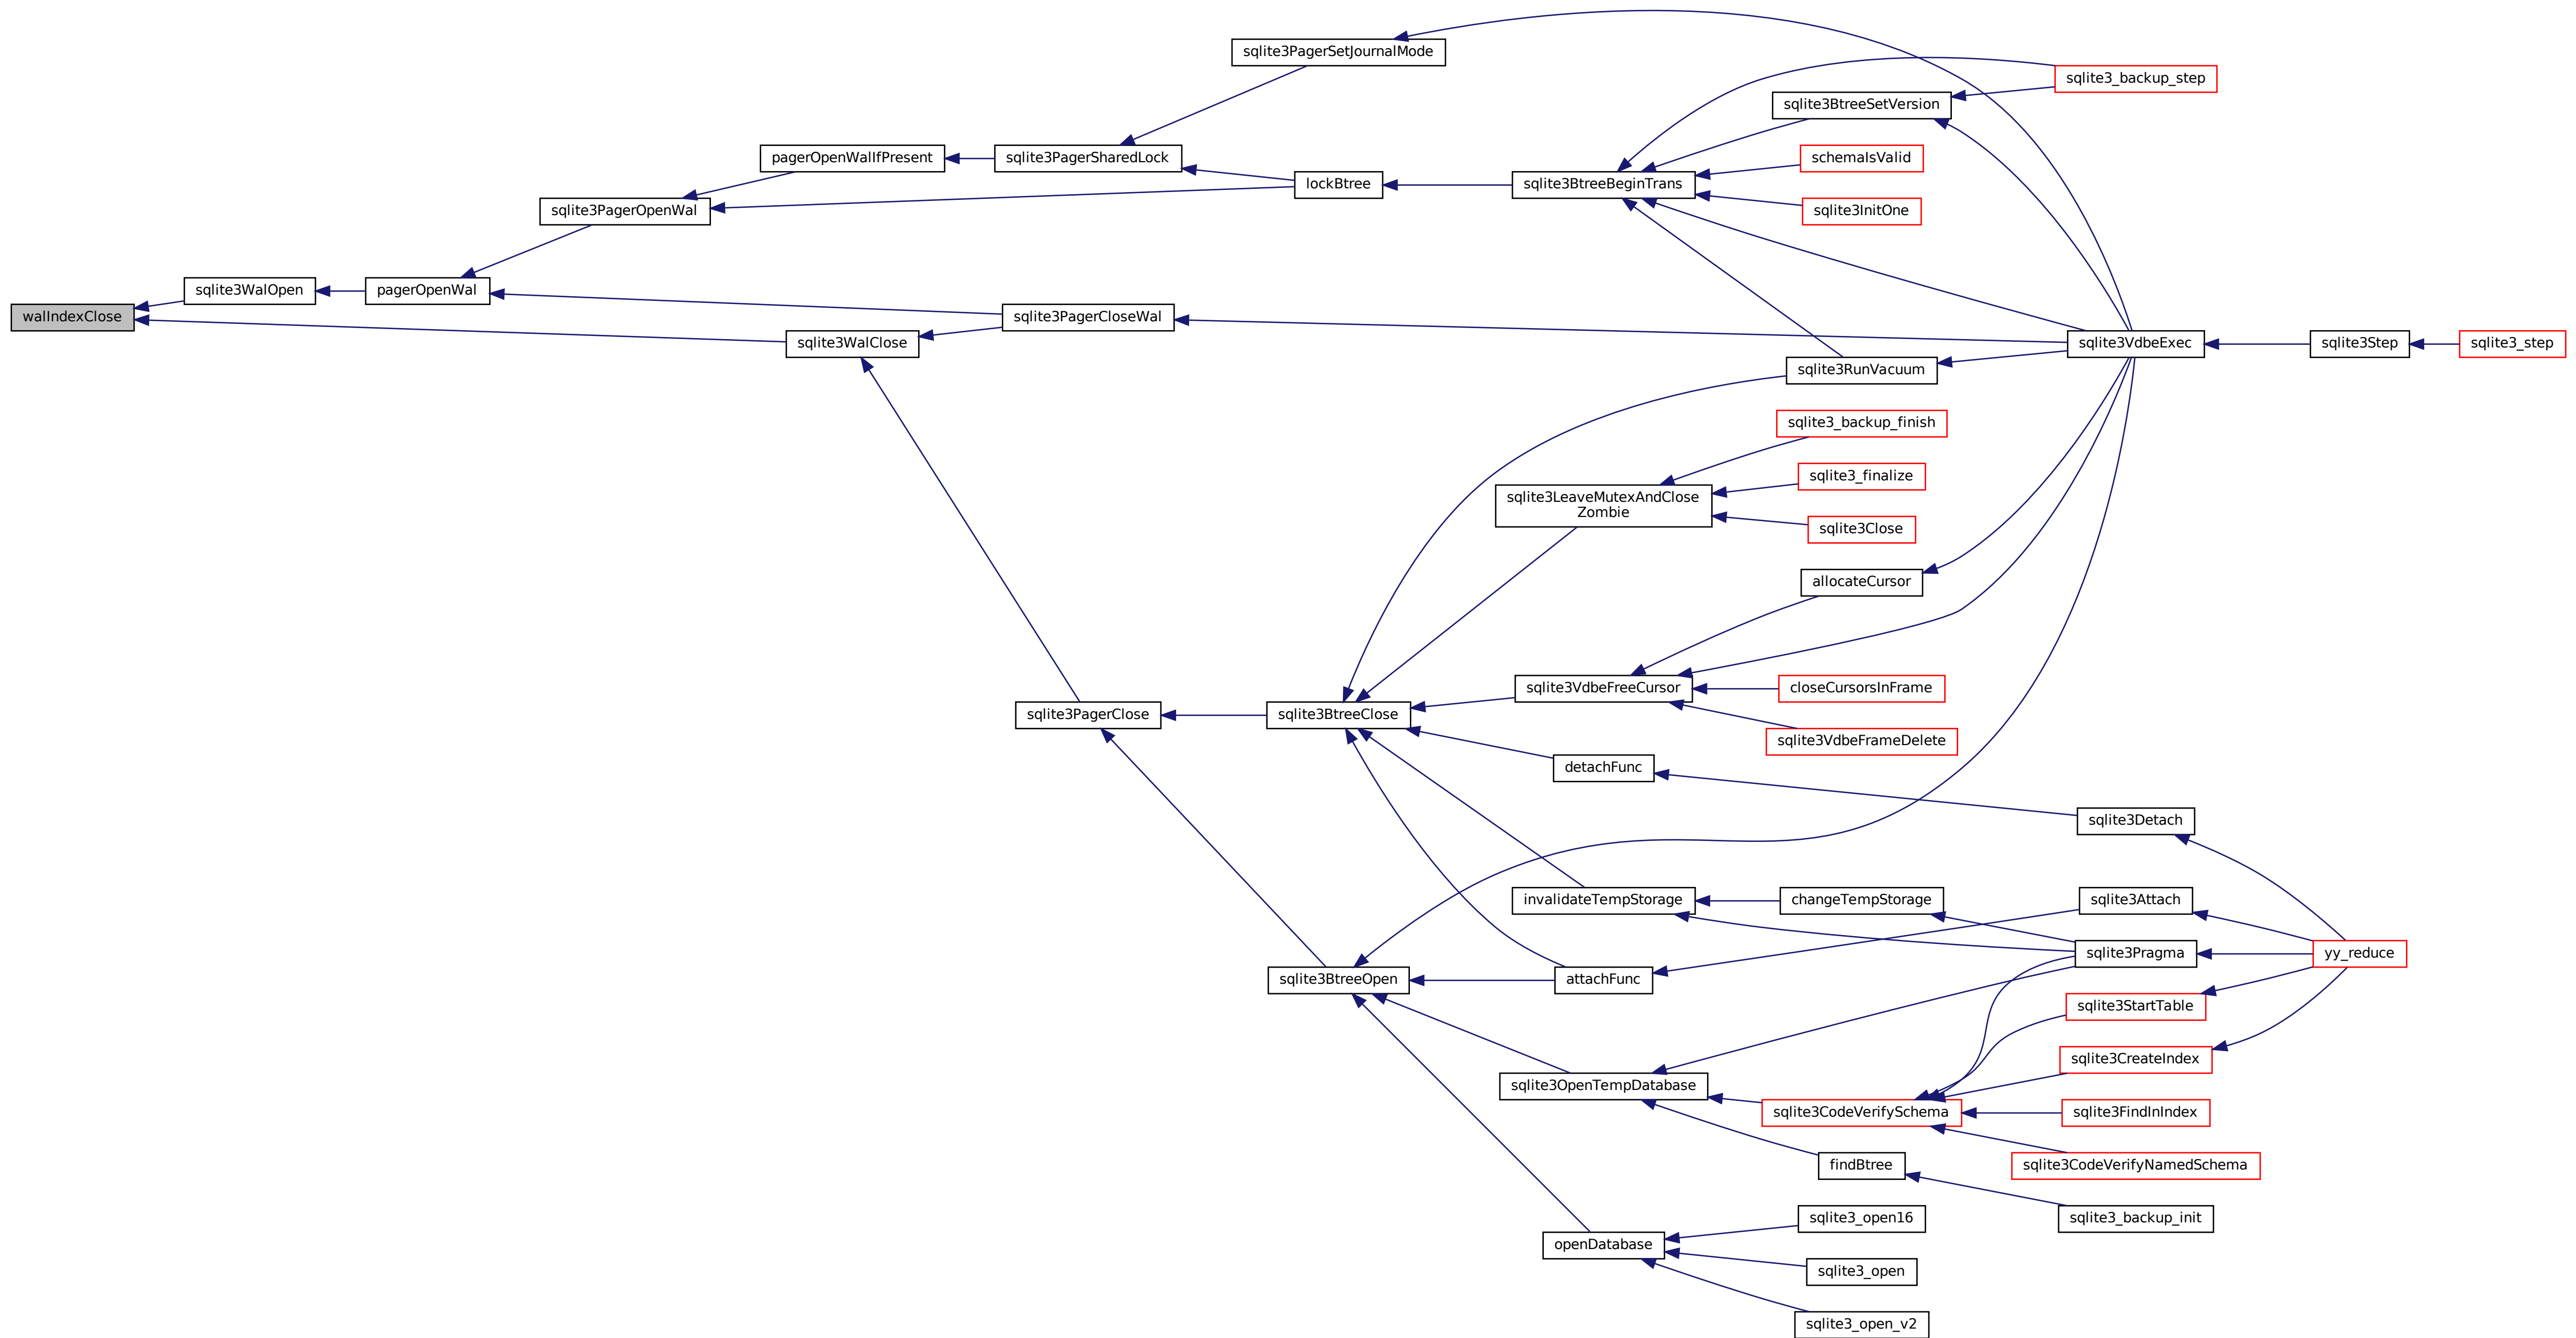 sqlite3PagerSetJournalMode
sqlite3_backup_step
sqlite3BtreeSetVersion
pagerOpenWalIfPresent
sqlite3PagerSharedLock
schemaIsValid
lockBtree
sqlite3BtreeBeginTrans
sqlite3PagerOpenWal
sqlite3InitOne
sqlite3WalOpen
pagerOpenWal
walIndexClose
sqlite3PagerCloseWal
sqlite3WalClose
sqlite3VdbeExec
sqlite3Step
sqlite3_step
sqlite3RunVacuum
sqlite3_backup_finish
sqlite3_finalize
sqlite3LeaveMutexAndClose
Zombie
sqlite3Close
allocateCursor
sqlite3VdbeFreeCursor
closeCursorsInFrame
sqlite3PagerClose
sqlite3BtreeClose
sqlite3VdbeFrameDelete
detachFunc
sqlite3Detach
invalidateTempStorage
changeTempStorage
sqlite3Attach
sqlite3Pragma
yy_reduce
sqlite3BtreeOpen
attachFunc
sqlite3StartTable
sqlite3CreateIndex
sqlite3OpenTempDatabase
sqlite3CodeVerifySchema
sqlite3FindInIndex
findBtree
sqlite3CodeVerifyNamedSchema
sqlite3_open16
sqlite3_backup_init
openDatabase
sqlite3_open
sqlite3_open_v2